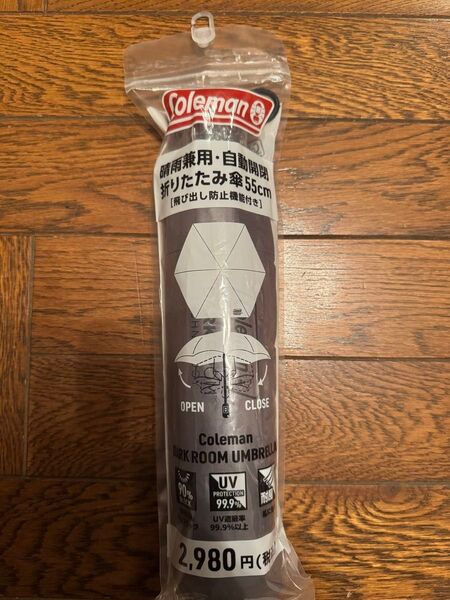 Coleman
晴雨兼用・自動開閉
折りたたみ傘55cm
[飛び出し防止機能付き]
OPEN
CLOSE
Coleman
DARK ROOM UMBRELLA
90%
UV
PROTECTION
99.9%
UV遮蔽率
99.9%以上
2,980円(税